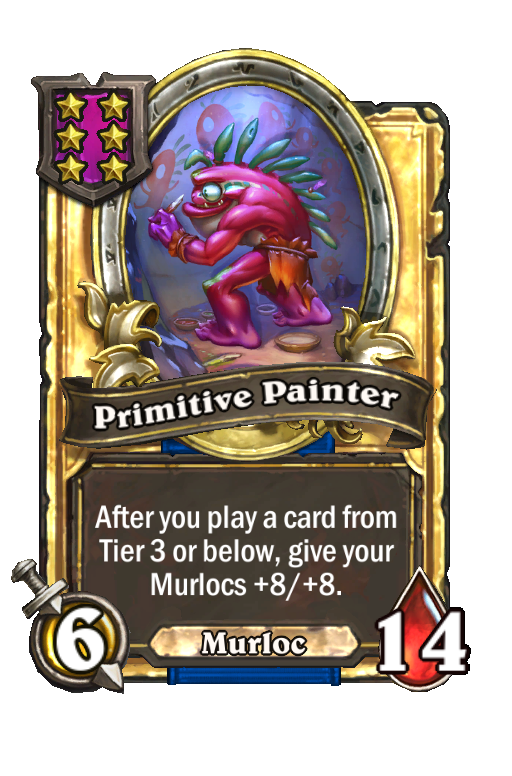 Primitive Painter
After you play a card from
Tier 3 or below, give your
Murlocs +8/+8.
6
Murloc
14